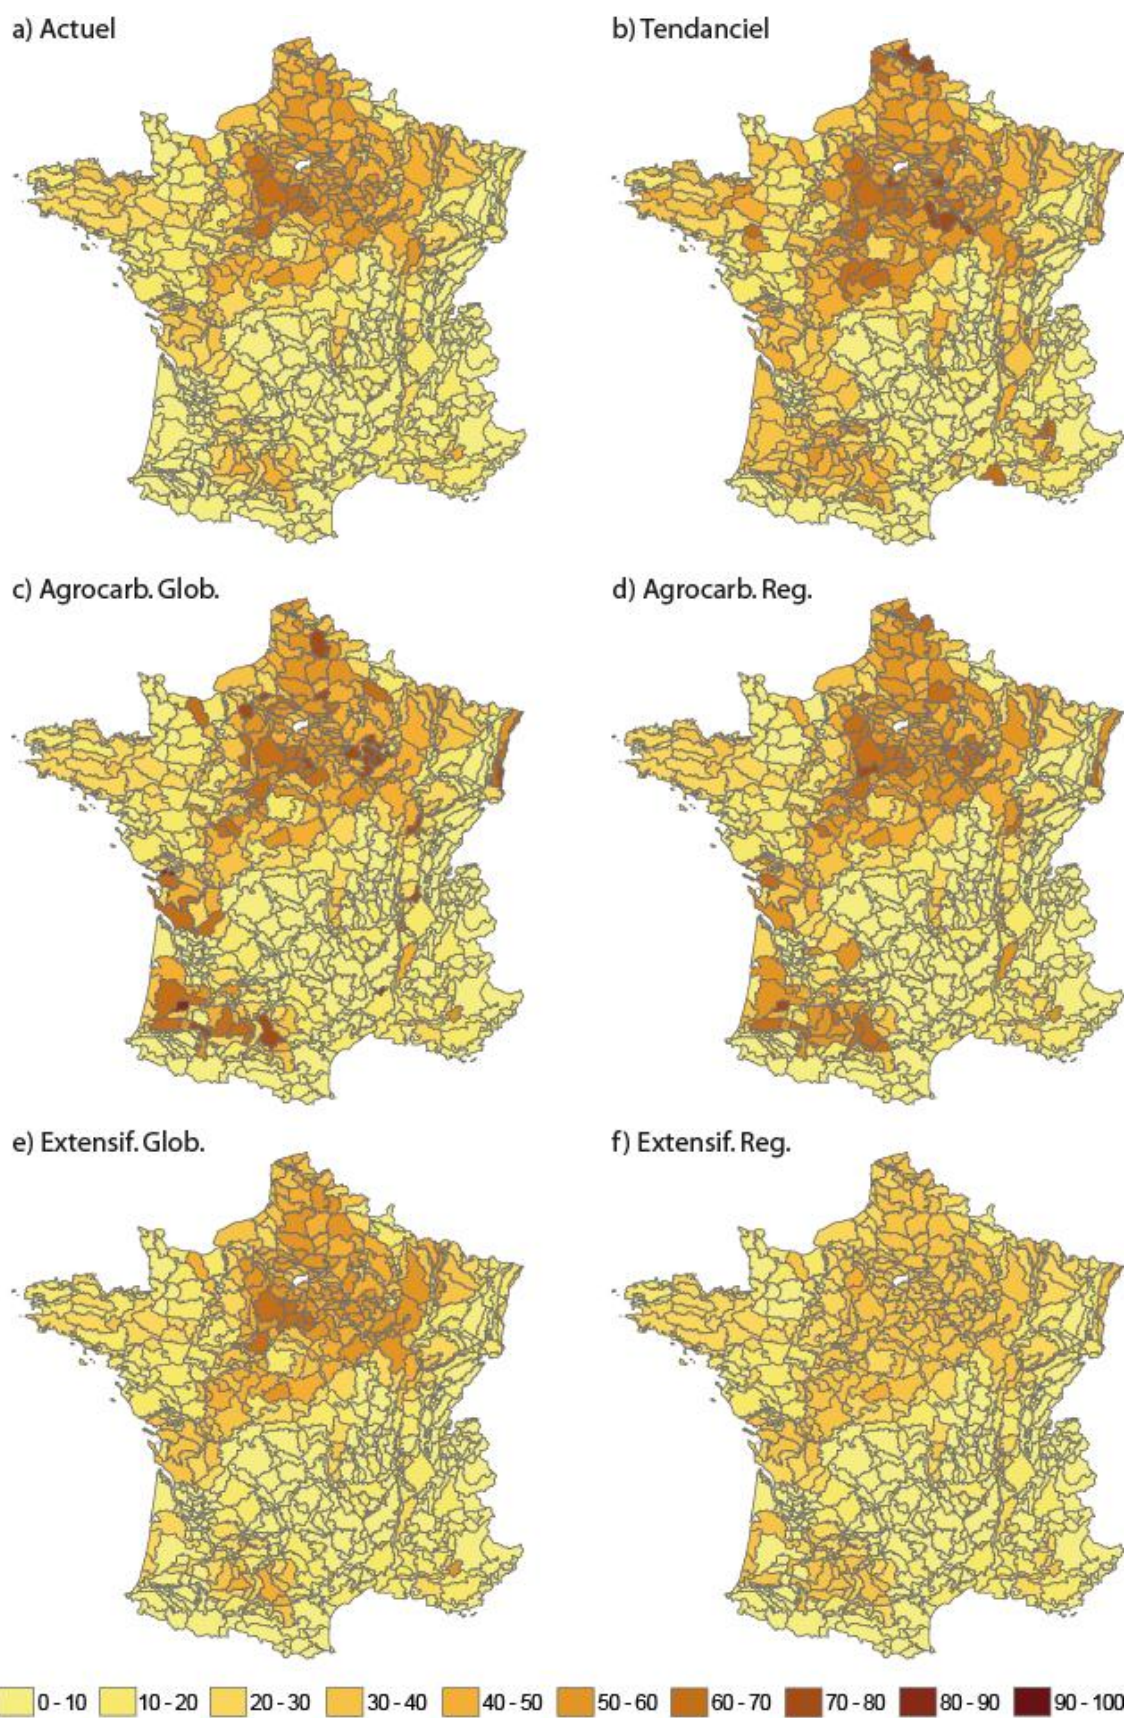 a) Actuel
b) Tendanciel
c) Agrocarb. Glob.
d) Agrocarb. Reg.
e) Extensif. Glob.
f) Extensif. Reg.
0 - 10 10 - 20 20 - 30 30 - 40 40 - 50 50 - 60 60 - 70 70 - 80 80 - 90 90 - 100